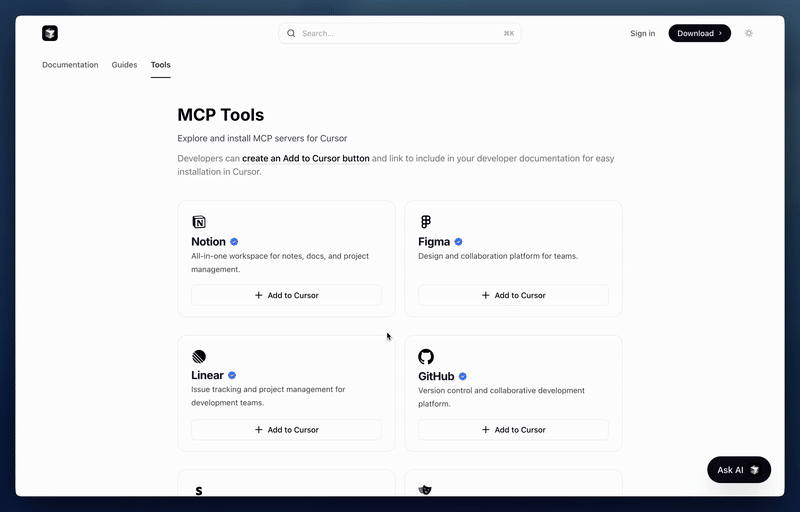 Search...
⌘K
Sign in
Download ›
Documentation
Guides
Tools
MCP Tools
Explore and install MCP servers for Cursor
Developers can create an Add to Cursor button and link to include in your developer documentation for easy
installation in Cursor.
Notion
All-in-one workspace for notes, docs, and project
management.
+ Add to Cursor
Figma
Design and collaboration platform for teams.
+ Add to Cursor
Linear
Issue tracking and project management for
development teams.
+ Add to Cursor
GitHub
Version control and collaborative development
platform.
+ Add to Cursor
S
Ask AI